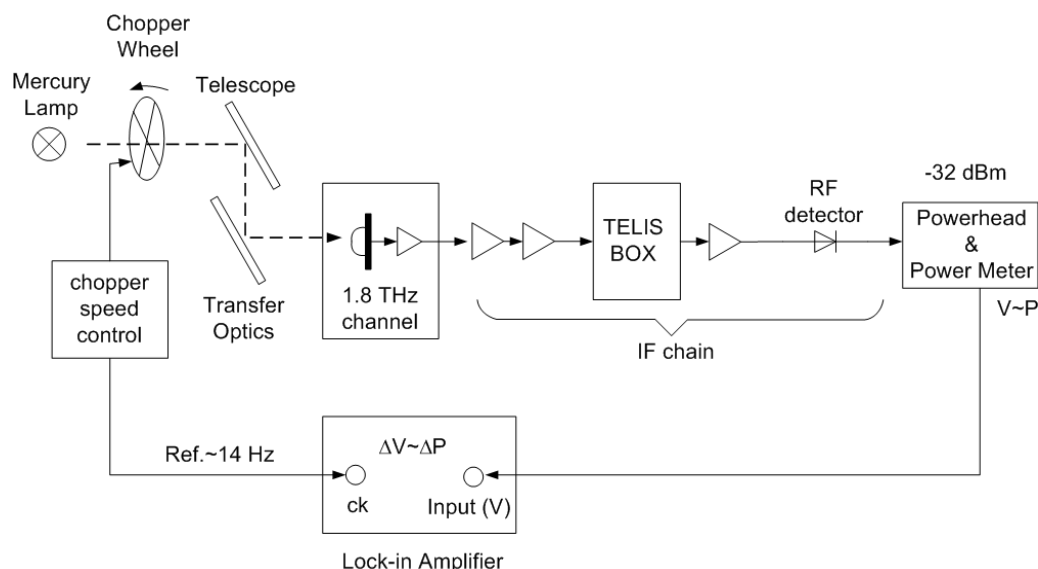 Chopper
Wheel
Mercury
Lamp
Telescope
-32 dBm
RF
detector
TELIS
BOX
Powerhead
&
Power Meter
1.8 THz
channel
chopper
speed
control
Transfer
Optics
V~P
IF chain
ΔV~ΔP
Ref.~14 Hz
ck
Input (V)
Lock-in Amplifier